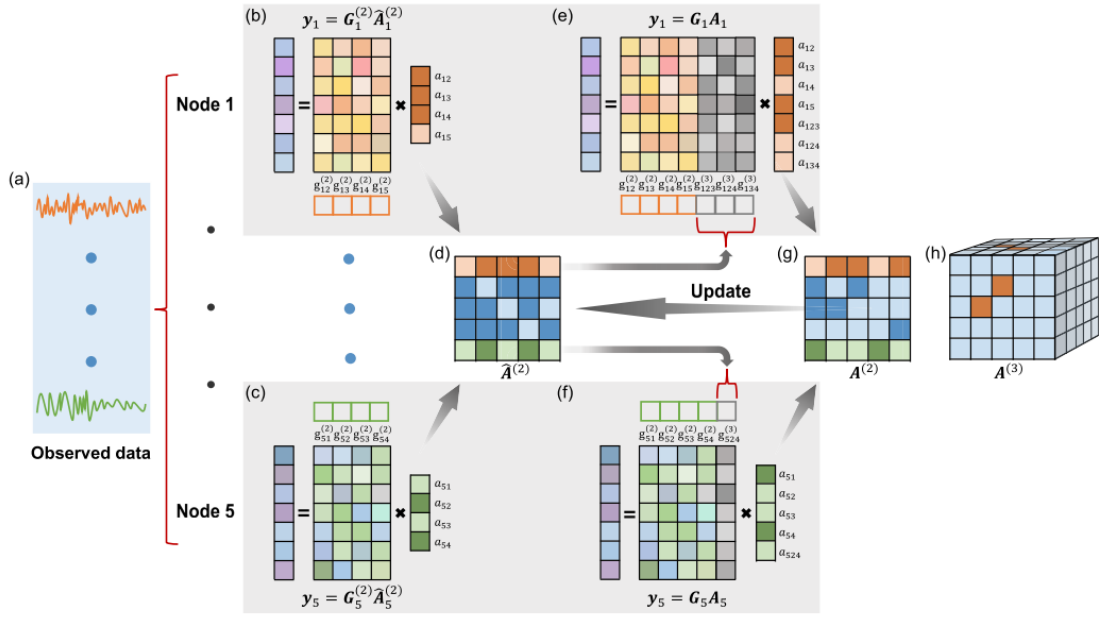 (a)
Observed data
Node 1
Node 5
(b)
y₁ = G₁⁽²⁾Â₁⁽²⁾
=
×
a₁₂
a₁₃
a₁₄
a₁₅
g₁₂⁽²⁾ g₁₃⁽²⁾ g₁₄⁽²⁾ g₁₅⁽²⁾
(e)
y₁ = G₁A₁
=
×
a₁₂
a₁₃
a₁₄
a₁₅
a₁₂₃
a₁₂₄
a₁₃₄
g₁₂⁽²⁾ g₁₃⁽²⁾ g₁₄⁽²⁾ g₁₅⁽²⁾ g₁₂₃⁽³⁾ g₁₂₄⁽³⁾ g₁₃₄⁽³⁾
(d)
Â⁽²⁾
Update
(g)
A⁽²⁾
(h)
A⁽³⁾
(c)
g₅₁⁽²⁾ g₅₂⁽²⁾ g₅₃⁽²⁾ g₅₄⁽²⁾
=
×
a₅₁
a₅₂
a₅₃
a₅₄
y₅ = G₅⁽²⁾Â₅⁽²⁾
(f)
g₅₁⁽²⁾ g₅₂⁽²⁾ g₅₃⁽²⁾ g₅₄⁽²⁾ g₅₂₄⁽³⁾
=
×
a₅₁
a₅₂
a₅₃
a₅₄
a₅₂₄
y₅ = G₅A₅